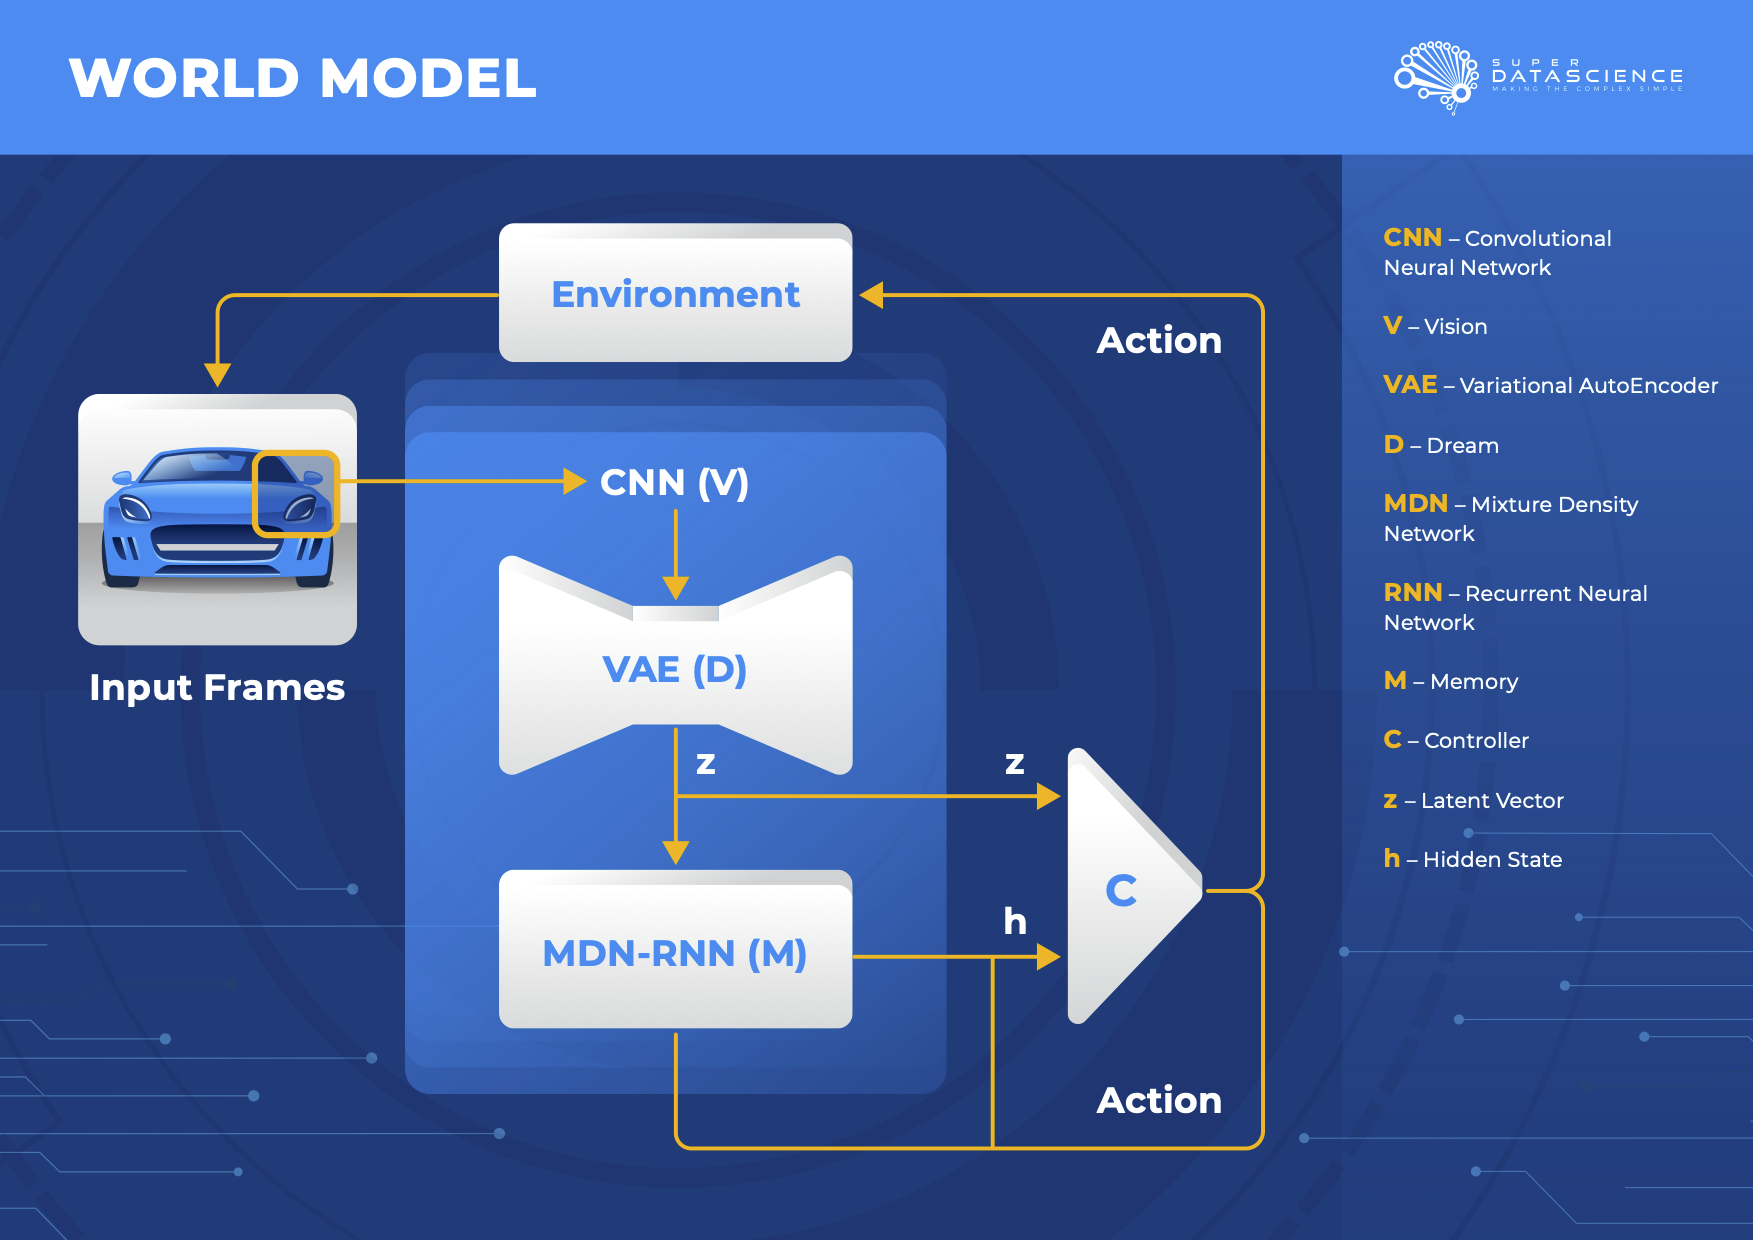 WORLD MODEL
SUPER
DATASCIENCE
MAKING THE COMPLEX SIMPLE
Environment
Action
Input Frames
CNN (V)
VAE (D)
z
z
C
h
MDN-RNN (M)
Action
CNN – Convolutional
Neural Network
V – Vision
VAE – Variational AutoEncoder
D – Dream
MDN – Mixture Density
Network
RNN – Recurrent Neural
Network
M – Memory
C – Controller
z – Latent Vector
h – Hidden State